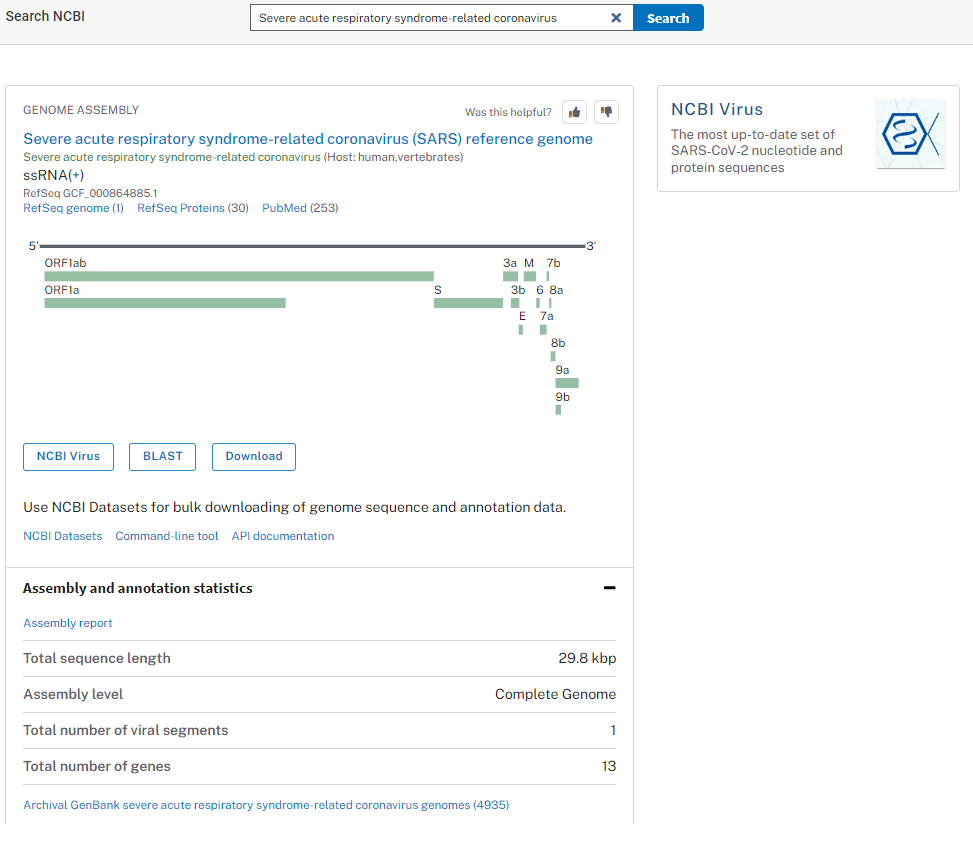 Search NCBI
Severe acute respiratory syndrome-related coronavirus
Search
GENOME ASSEMBLY
Was this helpful?
Severe acute respiratory syndrome-related coronavirus (SARS) reference genome
Severe acute respiratory syndrome-related coronavirus (Host: human,vertebrates)
ssRNA(+)
RefSeq GCF_000864885.1
RefSeq genome (1) RefSeq Proteins (30) PubMed (253)
5' 3'
ORF1ab 3a M 7b
ORF1a S 3b 6 8a
E 7a
8b
9a
9b
NCBI Virus BLAST Download
Use NCBI Datasets for bulk downloading of genome sequence and annotation data.
NCBI Datasets Command-line tool API documentation
Assembly and annotation statistics
Assembly report
Total sequence length 29.8 kbp
Assembly level Complete Genome
Total number of viral segments 1
Total number of genes 13
Archival GenBank severe acute respiratory syndrome-related coronavirus genomes (4935)
NCBI Virus
The most up-to-date set of
SARS-CoV-2 nucleotide and
protein sequences